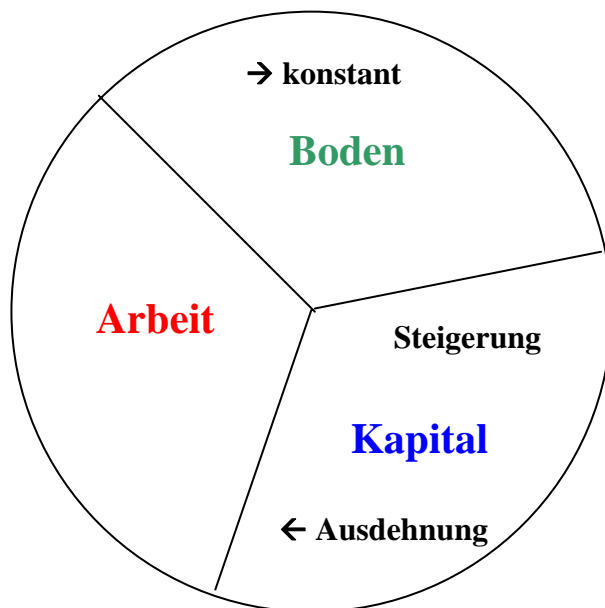 → konstant
Boden
Arbeit
Steigerung
Kapital
← Ausdehnung